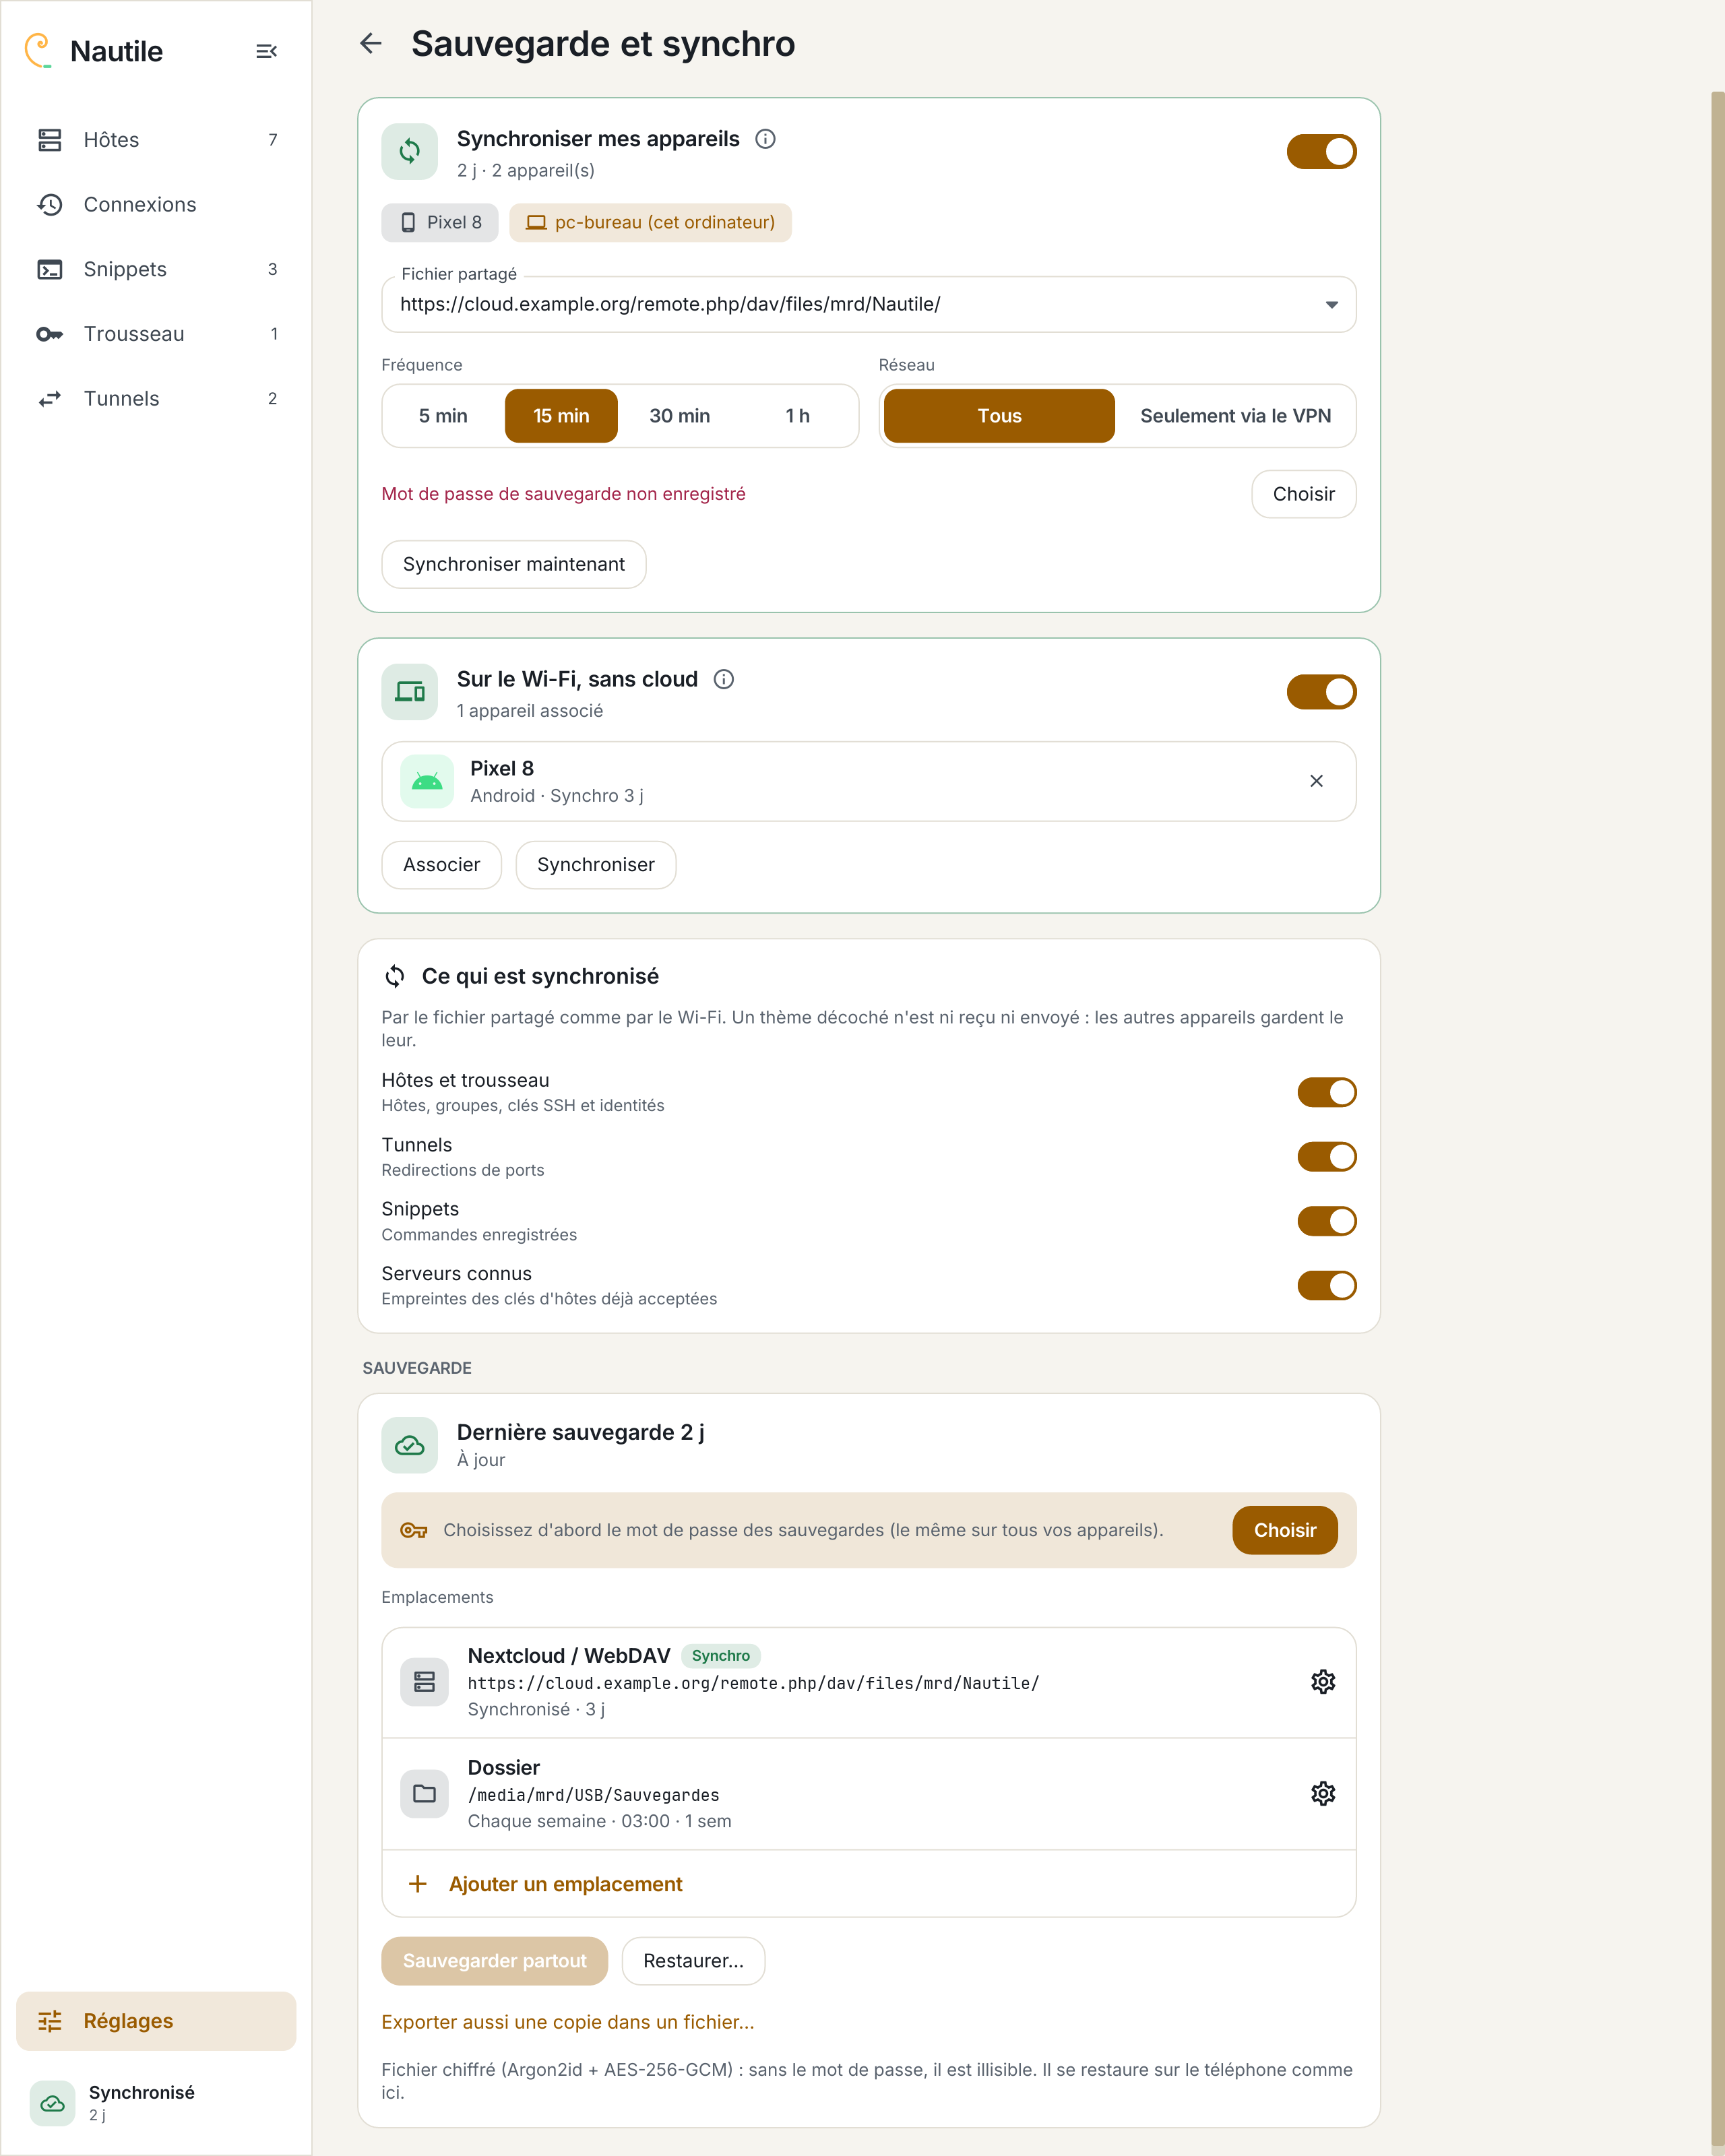 Nautile
Hôtes 7
Connexions
Snippets 3
Trousseau 1
Tunnels 2
Réglages
Synchronisé
2 j
Sauvegarde et synchro
Synchroniser mes appareils
2 j · 2 appareil(s)
Pixel 8
pc-bureau (cet ordinateur)
Fichier partagé
https://cloud.example.org/remote.php/dav/files/mrd/Nautile/
Fréquence
5 min 15 min 30 min 1 h
Réseau
Tous Seulement via le VPN
Mot de passe de sauvegarde non enregistré
Choisir
Synchroniser maintenant
Sur le Wi-Fi, sans cloud
1 appareil associé
Pixel 8
Android · Synchro 3 j
Associer Synchroniser
Ce qui est synchronisé
Par le fichier partagé comme par le Wi-Fi. Un thème décoché n'est ni reçu ni envoyé : les autres appareils gardent le
leur.
Hôtes et trousseau
Hôtes, groupes, clés SSH et identités
Tunnels
Redirections de ports
Snippets
Commandes enregistrées
Serveurs connus
Empreintes des clés d'hôtes déjà acceptées
SAUVEGARDE
Dernière sauvegarde 2 j
À jour
Choisissez d'abord le mot de passe des sauvegardes (le même sur tous vos appareils).
Choisir
Emplacements
Nextcloud / WebDAV Synchro
https://cloud.example.org/remote.php/dav/files/mrd/Nautile/
Synchronisé · 3 j
Dossier
/media/mrd/USB/Sauvegardes
Chaque semaine · 03:00 · 1 sem
Ajouter un emplacement
Sauvegarder partout Restaurer...
Exporter aussi une copie dans un fichier...
Fichier chiffré (Argon2id + AES-256-GCM) : sans le mot de passe, il est illisible. Il se restaure sur le téléphone comme
ici.